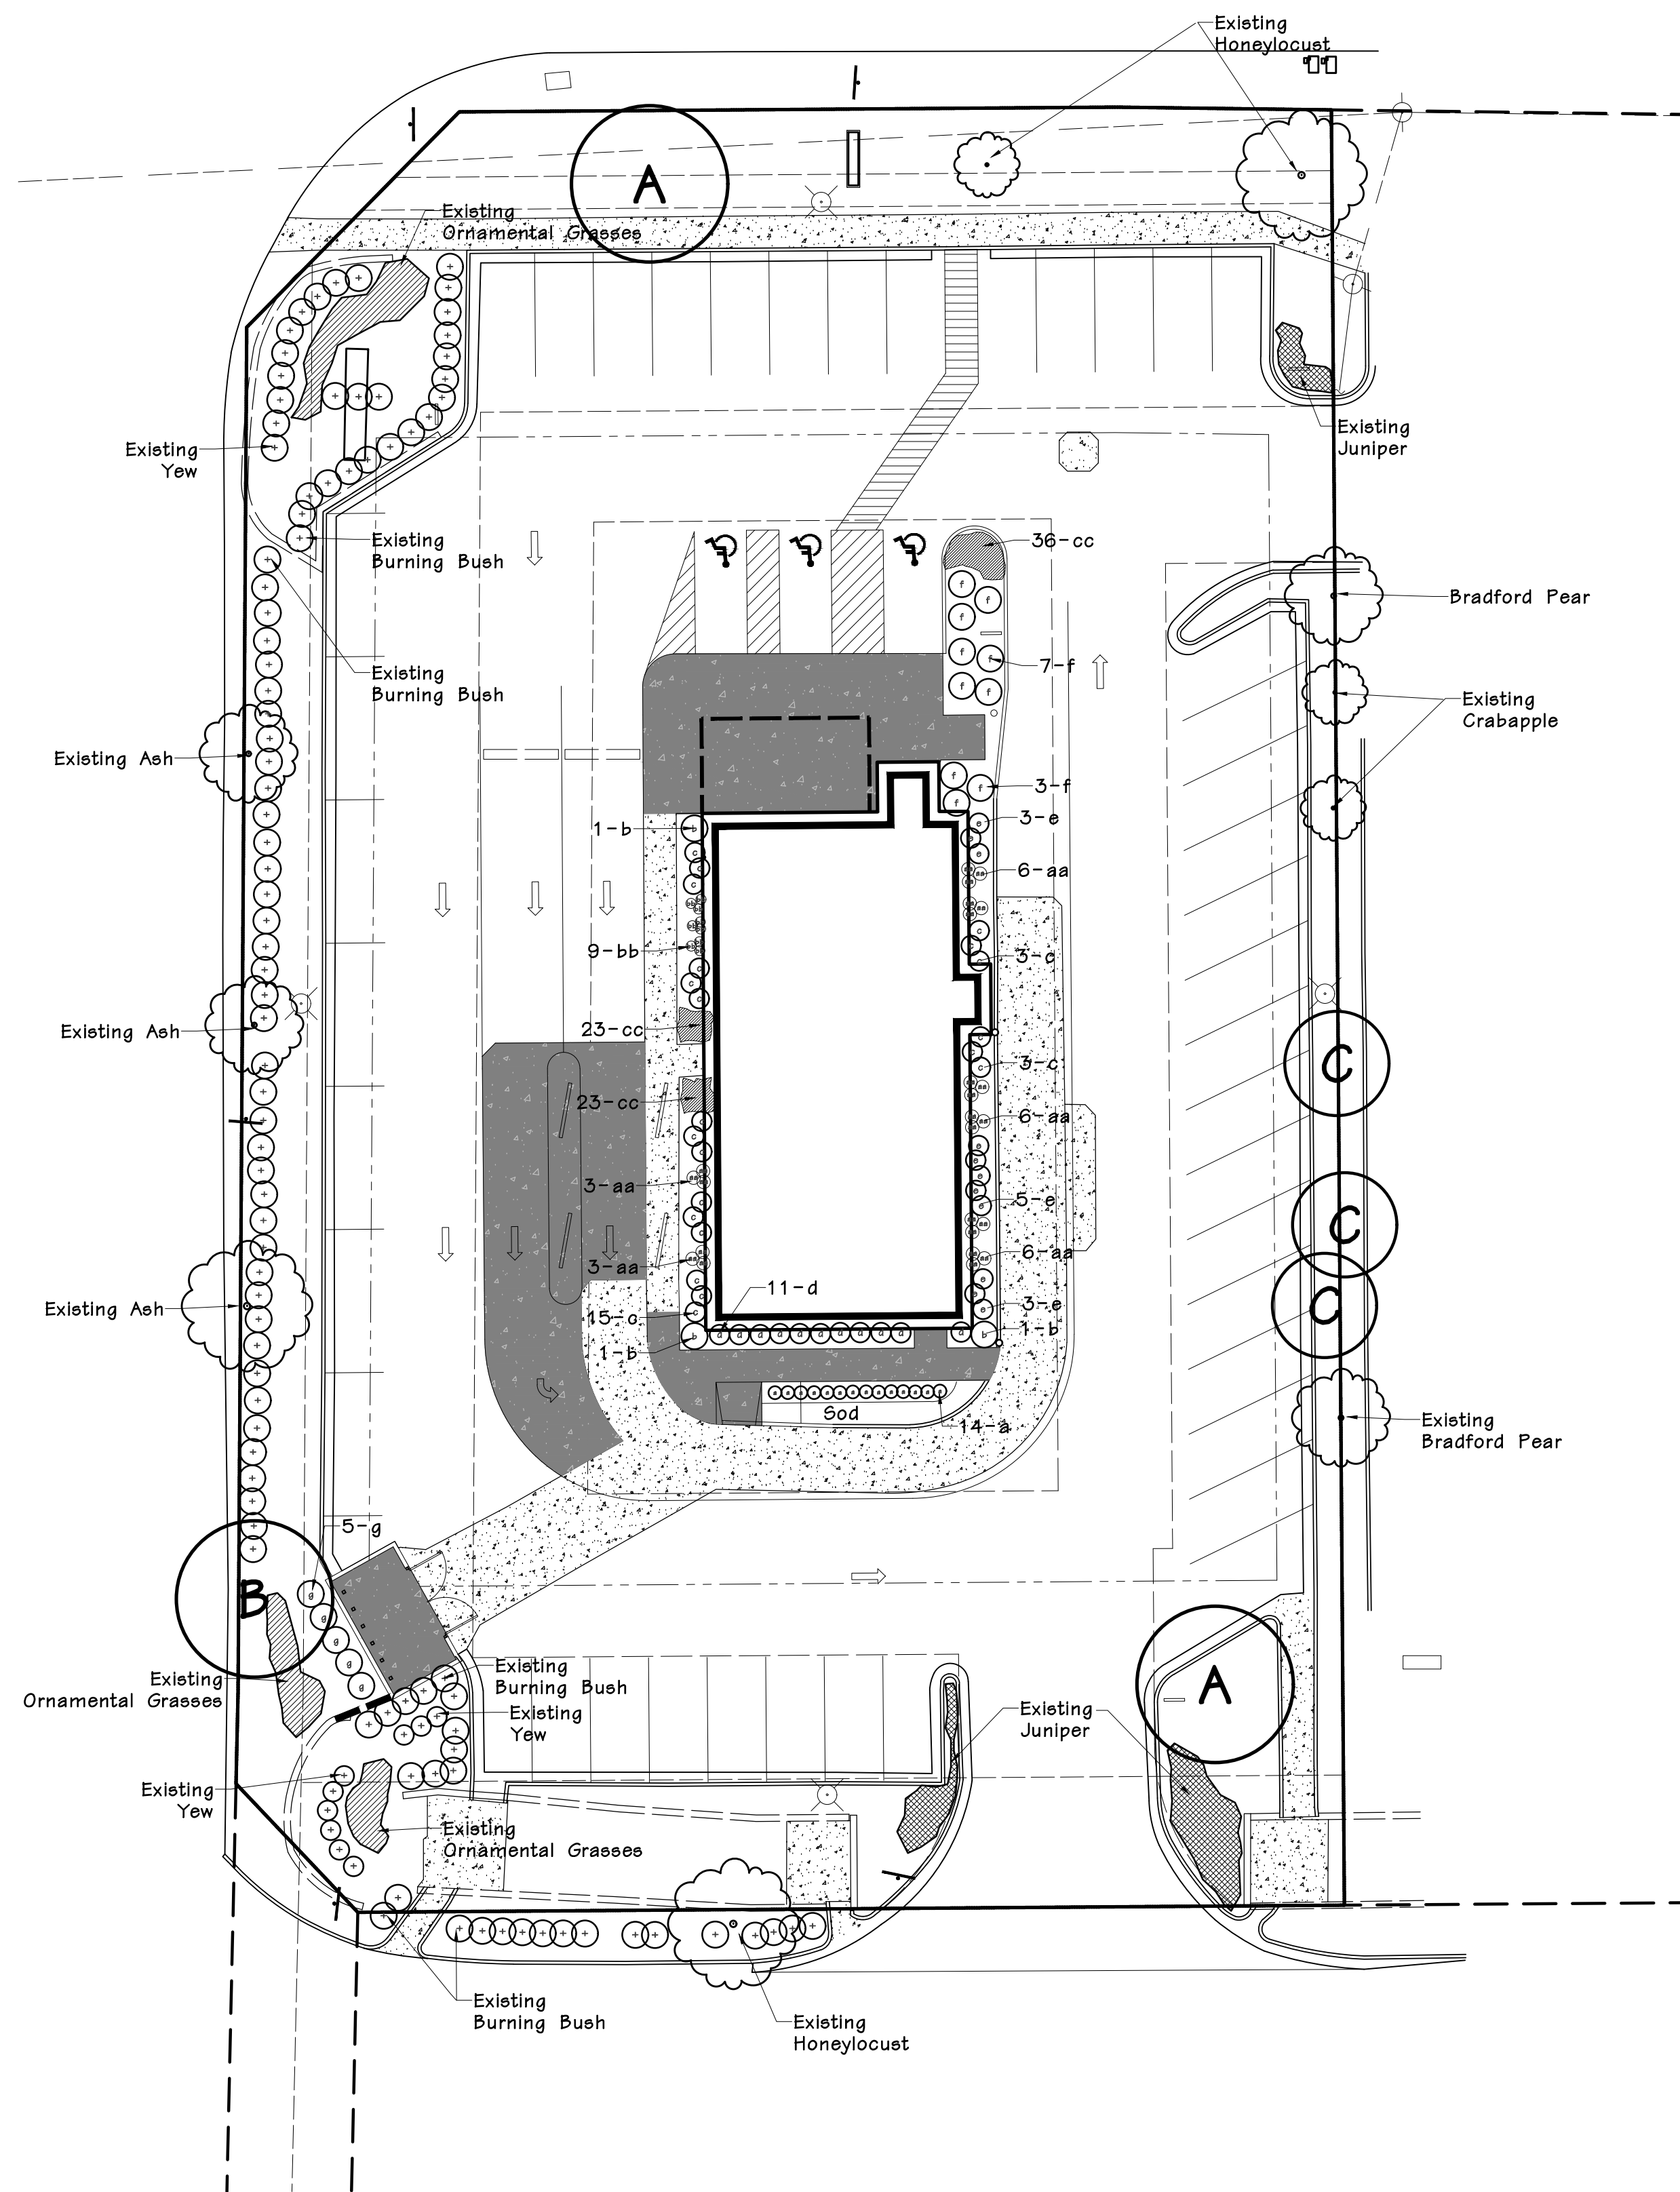 Existing
Honeylocust
A
Existing
Ornamental Grasses
Existing
Juniper
Existing
Yew
Existing
Burning Bush
36-cc
Bradford Pear
7-f
Existing
Burning Bush
Existing
Crabapple
Existing Ash
3-f
3-e
1-b
6-aa
9-bb
3-c
23-cc
Existing Ash
C
3-c
23-cc
6-aa
3-aa
5-e
C
6-aa
3-aa
11-d
Existing Ash
3-e
C
15-c
1-b
1-b
Sod
14-a
Existing
Bradford Pear
5-g
B
Existing
Ornamental Grasses
Existing
Burning Bush
Existing
Yew
Existing
Juniper
A
Existing
Yew
Existing
Ornamental Grasses
Existing
Burning Bush
Existing
Honeylocust